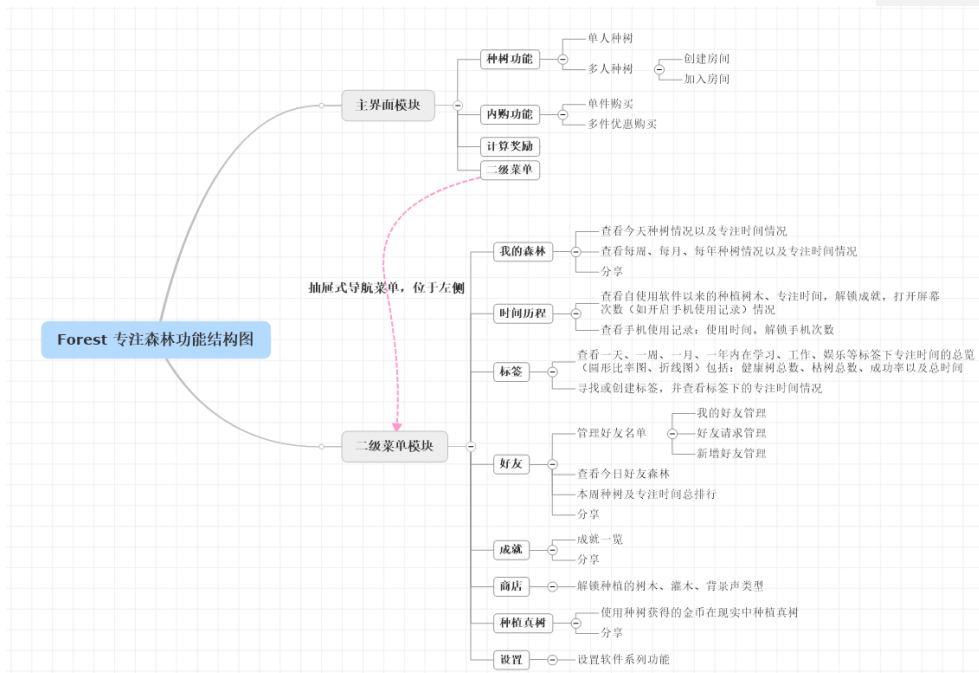 Forest 专注森林功能结构图
主界面模块
种树功能
单人种树
多人种树
创建房间
加入房间
内购功能
单件购买
多件优惠购买
计算奖励
二级菜单
抽屉式导航菜单，位于左侧
二级菜单模块
我的森林
查看今天种树情况以及专注时间情况
查看每周、每月、每年种树情况以及专注时间情况
分享
时间历程
查看自使用软件以来的种植树木、专注时间，解锁成就，打开屏幕
次数（如开启手机使用记录）情况
查看手机使用记录：使用时间，解锁手机次数
标签
查看一天、一周、一月、一年内在学习、工作、娱乐等标签下专注时间的总览
（圆形比率图、折线图）包括：健康树总数、枯树总数、成功率以及总时间
寻找或创建标签，并查看标签下的专注时间情况
好友
管理好友名单
我的好友管理
好友请求管理
新增好友管理
查看今日好友森林
本周种树及专注时间总排行
分享
成就
成就一览
分享
商店
解锁种植的树木、灌木、背景声类型
种植真树
使用种树获得的金币在现实中种植真树
分享
设置
设置软件系列功能